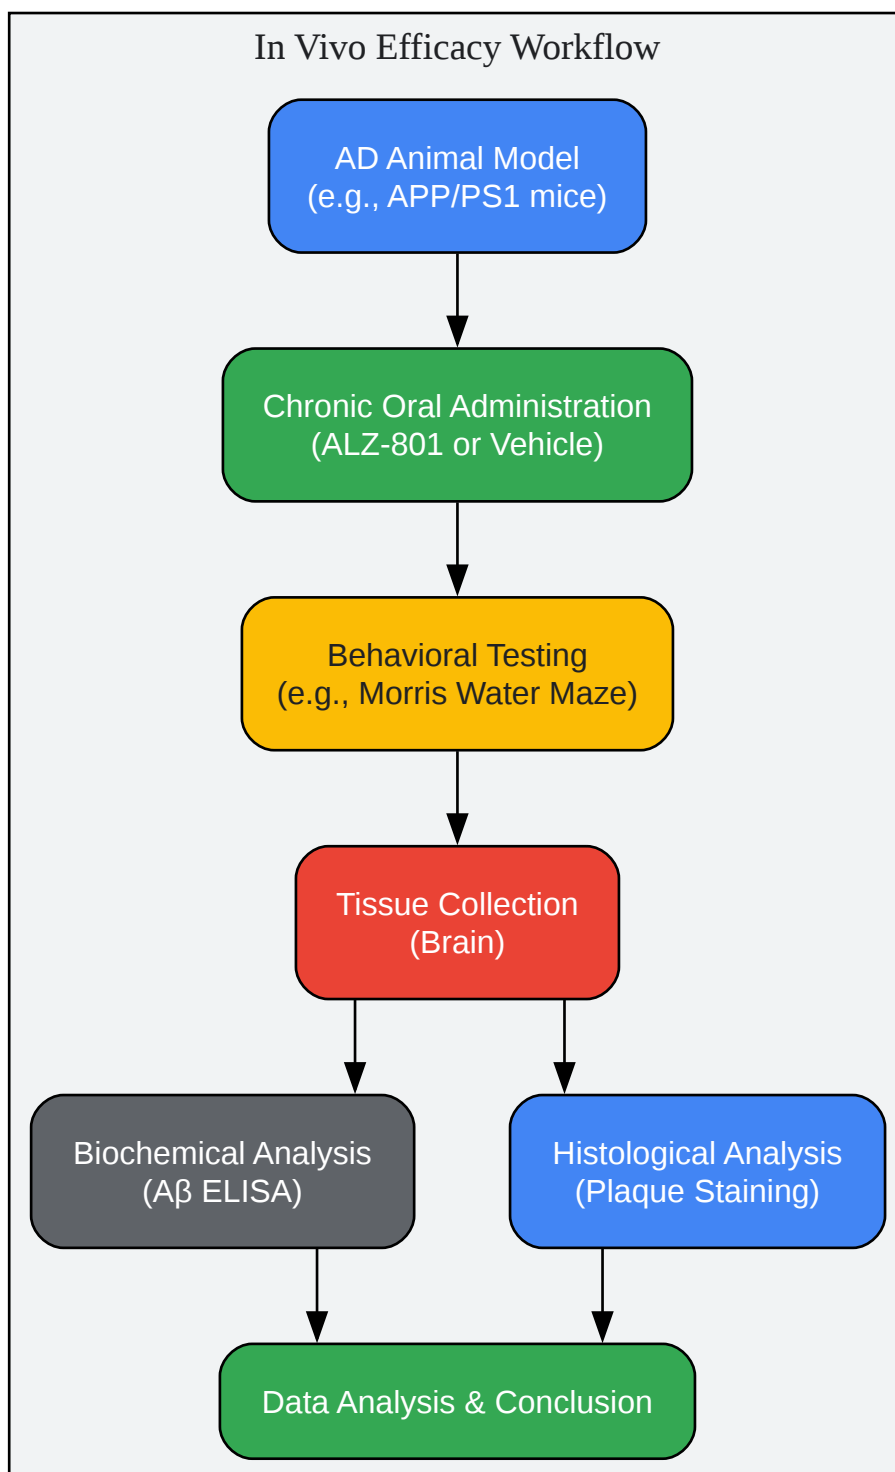 In Vivo Efficacy Workflow
AD Animal Model
(e.g., APP/PS1 mice)
Chronic Oral Administration
(ALZ-801 or Vehicle)
Behavioral Testing
(e.g., Morris Water Maze)
Tissue Collection
(Brain)
Biochemical Analysis
(Aβ ELISA)
Histological Analysis
(Plaque Staining)
Data Analysis & Conclusion